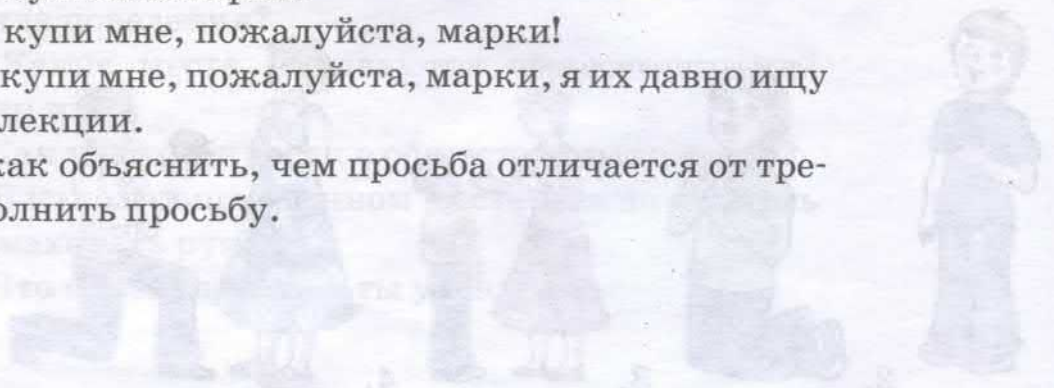 купи мне, пожалуйста, марки!
купи мне, пожалуйста, марки, я их давно ищу
лекции.
как объяснить, чем просьба отличается от тре-
олнить просьбу.